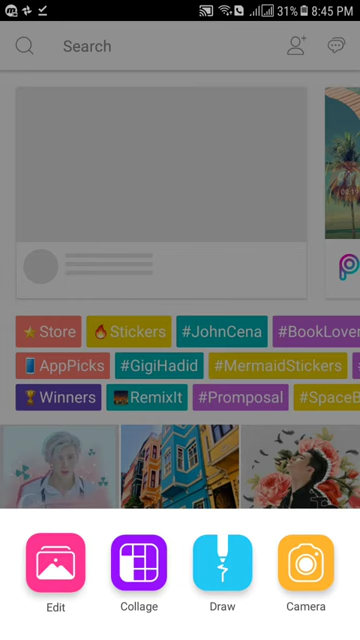 31% 8:45 PM
Search
Store Stickers #JohnCena #BookLover
AppPicks #GigiHadid #MermaidStickers #
Winners RemixIt #Promposal #SpaceB
Edit Collage Draw Camera